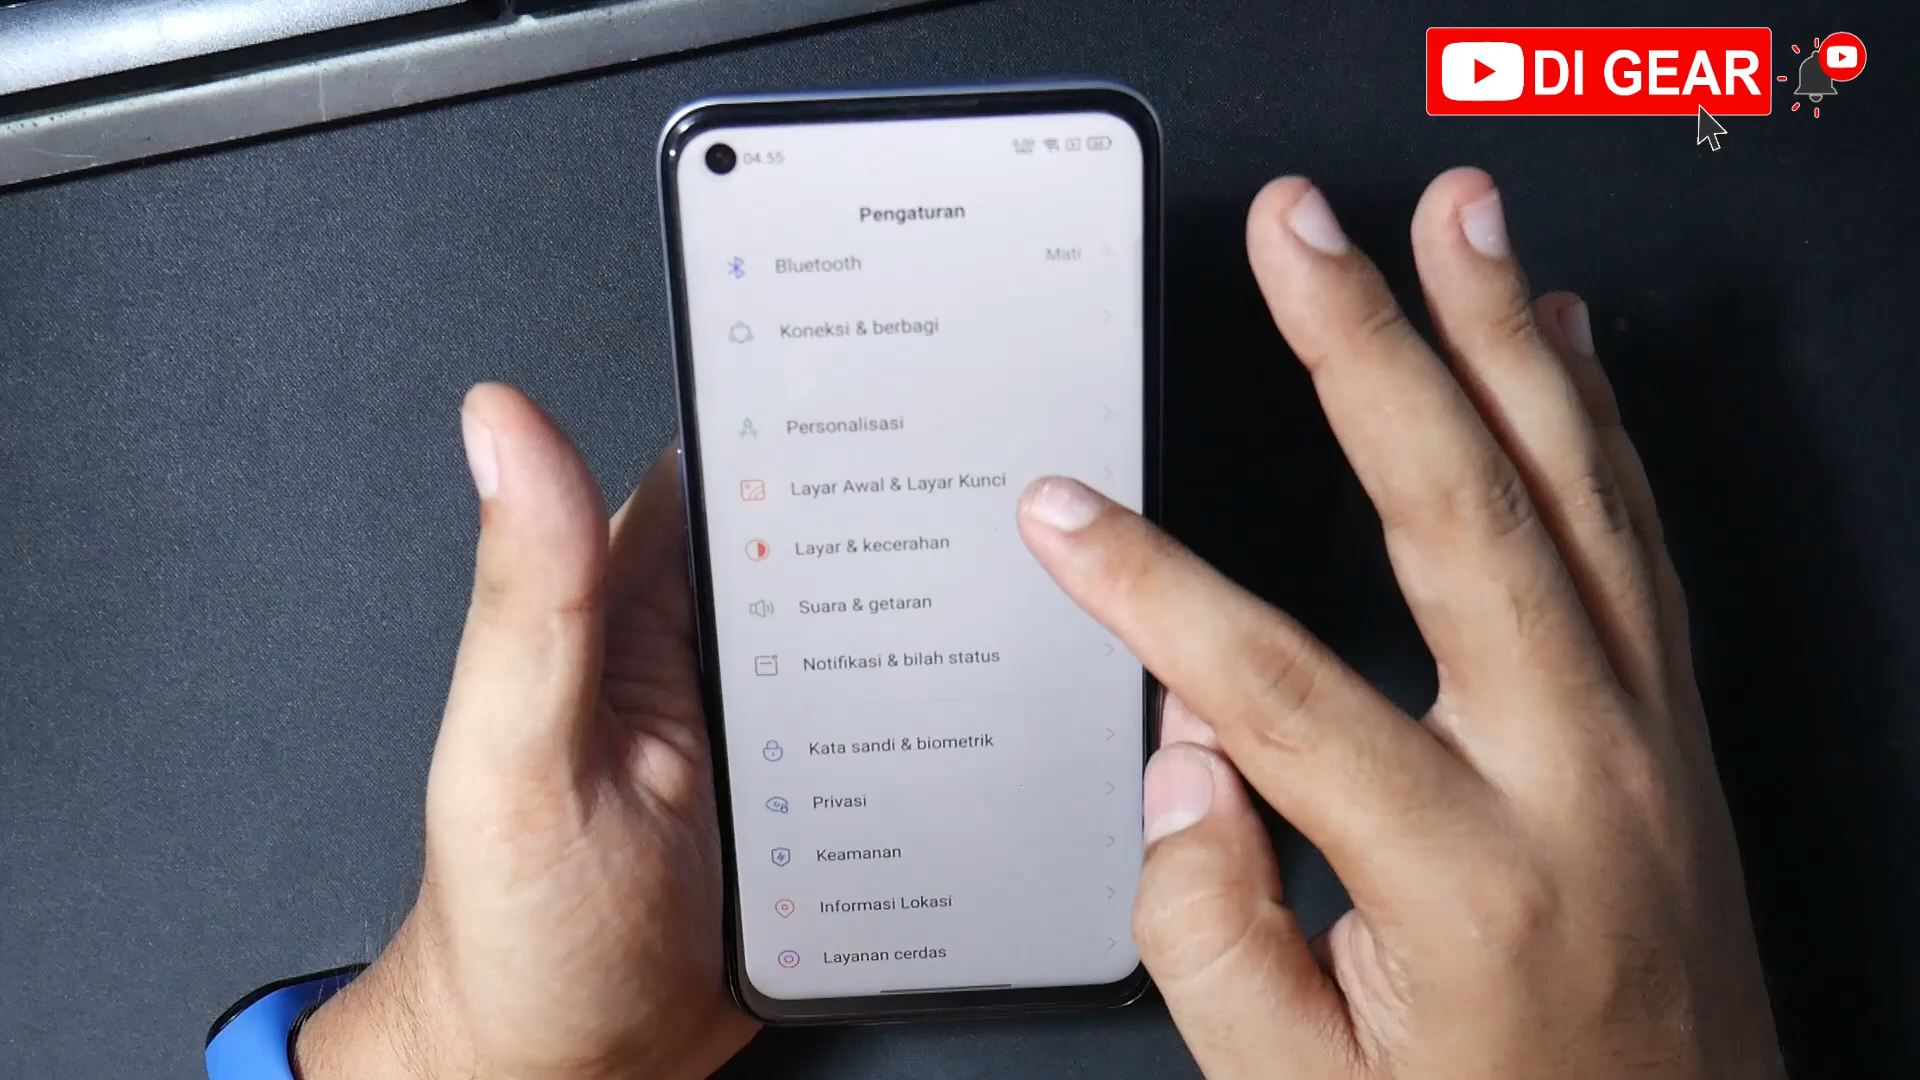 DI GEAR
04.55
Pengaturan
Bluetooth
Mati
Koneksi & berbagi
Personalisasi
Layar Awal & Layar Kunci
Layar & kecerahan
Suara & getaran
Notifikasi & bilah status
Kata sandi & biometrik
Privasi
Keamanan
Informasi Lokasi
Layanan cerdas